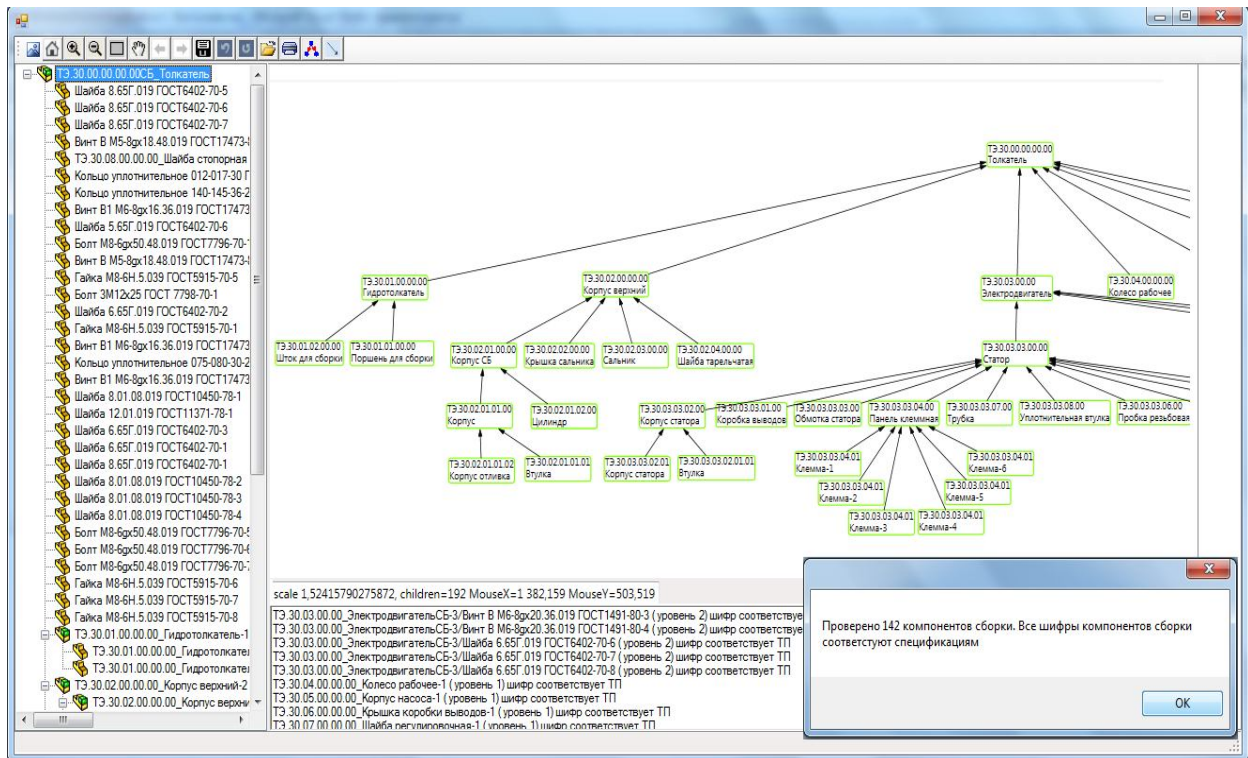 ТЭ.30.00.00.00.00СБ_Толкатель
Шайба 8.65Г.019 ГОСТ6402-70-5
Шайба 8.65Г.019 ГОСТ6402-70-6
Шайба 8.65Г.019 ГОСТ6402-70-7
Винт В М5-8gх18.48.019 ГОСТ17473-
ТЭ.30.08.00.00.00_Шайба стопорная
Кольцо уплотнительное 012-017-30 Г
Кольцо уплотнительное 140-145-36-2
Винт В1 М6-8gх16.36.019 ГОСТ17473
Шайба 5.65Г.019 ГОСТ6402-70-6
Болт М8-6gх50.48.019 ГОСТ7796-70-
Винт В М5-8gх18.48.019 ГОСТ17473-
Гайка М8-6Н.5.039 ГОСТ5915-70-5
Болт 3М12х25 ГОСТ 7798-70-1
Шайба 6.65Г.019 ГОСТ6402-70-2
Гайка М8-6Н.5.039 ГОСТ5915-70-1
Винт В1 М6-8gх16.36.019 ГОСТ17473
Кольцо уплотнительное 075-080-30-2
Винт В1 М6-8gх16.36.019 ГОСТ17473
Шайба 8.01.08.019 ГОСТ10450-78-1
Шайба 12.01.019 ГОСТ11371-78-1
Шайба 6.65Г.019 ГОСТ6402-70-1
Шайба 6.65Г.019 ГОСТ6402-70-1
Шайба 8.65Г.019 ГОСТ6402-70-1
Шайба 8.01.08.019 ГОСТ10450-78-2
Шайба 8.01.08.019 ГОСТ10450-78-3
Шайба 8.01.08.019 ГОСТ10450-78-4
Болт М8-6gх50.48.019 ГОСТ7796-70-
Болт М8-6gх50.48.019 ГОСТ7796-70-
Болт М8-6gх50.48.019 ГОСТ7796-70-
Гайка М8-6Н.5.039 ГОСТ5915-70-6
Гайка М8-6Н.5.039 ГОСТ5915-70-7
Гайка М8-6Н.5.039 ГОСТ5915-70-8
ТЭ.30.01.00.00.00_Гидротолкатель-1
ТЭ.30.01.00.00.00_Гидротолкател
ТЭ.30.01.00.00.00_Гидротолкател
ТЭ.30.02.00.00.00_Корпус верхний-2
ТЭ.30.02.00.00.00_Корпус верхни
ТЭ.30.00.00.00.00
Толкатель
ТЭ.30.01.00.00.00
Гидротолкатель
ТЭ.30.02.00.00.00
Корпус верхний
ТЭ.30.03.00.00
Электродвигатель
ТЭ.30.04.00.00.00
Колесо рабочее
ТЭ.30.01.02.00.00
Шток для сборки
ТЭ.30.01.01.00.00
Поршень для сборки
ТЭ.30.02.01.00.00
Корпус СБ
ТЭ.30.02.02.00.00
Крышка сальника
ТЭ.30.02.03.00.00
Сальник
ТЭ.30.02.04.00.00
Шайба тарельчатая
ТЭ.30.03.03.00.00
Статор
ТЭ.30.02.01.01.00
Корпус
ТЭ.30.02.01.02.00
Цилиндр
ТЭ.30.03.03.02.00
Корпус статора
ТЭ.30.03.03.01.00
Коробка выводов
ТЭ.30.03.03.03.00
Обмотка статора
ТЭ.30.03.03.04.00
Панель клеммная
ТЭ.30.03.03.07.00
Трубка
ТЭ.30.03.03.08.00
Уплотнительная втулка
ТЭ.30.03.03.06.00
Пробка резьбовая
ТЭ.30.02.01.01.02
Корпус отливка
ТЭ.30.02.01.01.01
Втулка
ТЭ.30.03.03.02.01
Корпус статора
ТЭ.30.03.03.02.01.01
Втулка
ТЭ.30.03.03.04.01
Клемма-1
ТЭ.30.03.03.04.01
Клемма-6
ТЭ.30.03.03.04.01
Клемма-2
ТЭ.30.03.03.04.01
Клемма-5
ТЭ.30.03.03.04.01
Клемма-3
ТЭ.30.03.03.04.01
Клемма-4
scale 1,52415790275872, children=192 MouseX=1 382,159 MouseY=503,519
ТЭ.30.03.00.00_ЭлектродвигательСБ-3/Винт В М6-8gх20.36.019 ГОСТ1491-80-3 ( уровень 2) шифр соответствуе
ТЭ.30.03.00.00_ЭлектродвигательСБ-3/Винт В М6-8gх20.36.019 ГОСТ1491-80-4 ( уровень 2) шифр соответствуе
ТЭ.30.03.00.00_ЭлектродвигательСБ-3/Шайба 6.65Г.019 ГОСТ6402-70-6 ( уровень 2) шифр соответствует ТП
ТЭ.30.03.00.00_ЭлектродвигательСБ-3/Шайба 6.65Г.019 ГОСТ6402-70-7 ( уровень 2) шифр соответствует ТП
ТЭ.30.03.00.00_ЭлектродвигательСБ-3/Шайба 6.65Г.019 ГОСТ6402-70-8 ( уровень 2) шифр соответствует ТП
ТЭ.30.04.00.00.00_Колесо рабочее-1 ( уровень 1) шифр соответствует ТП
ТЭ.30.05.00.00.00_Корпус насоса-1 ( уровень 1) шифр соответствует ТП
ТЭ.30.06.00.00.00_Крышка коробки выводов-1 ( уровень 1) шифр соответствует ТП
ТЭ.30.07.00.00.00_Шайба регулировочная-1 ( уровень 1) шифр соответствует ТП
Проверено 142 компонентов сборки. Все шифры компонентов сборки
соответстуют спецификациям
OK